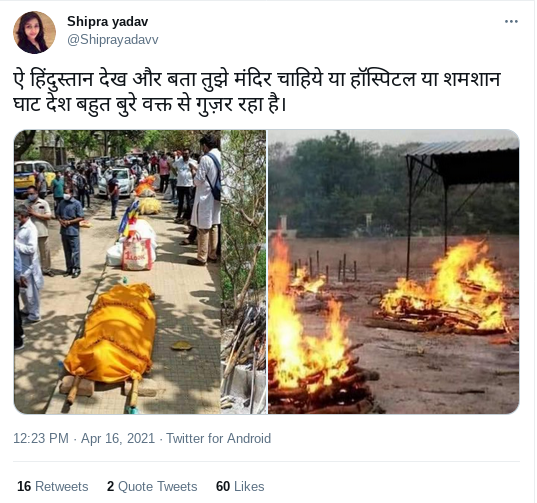 Shipra yadav
@Shiprayadavv
ऐ हिंदुस्तान देख और बता तुझे मंदिर चाहिये या हॉस्पिटल या शमशान
घाट देश बहुत बुरे वक्त से गुज़र रहा है।
12:23 PM · Apr 16, 2021 · Twitter for Android
16 Retweets 2 Quote Tweets 60 Likes